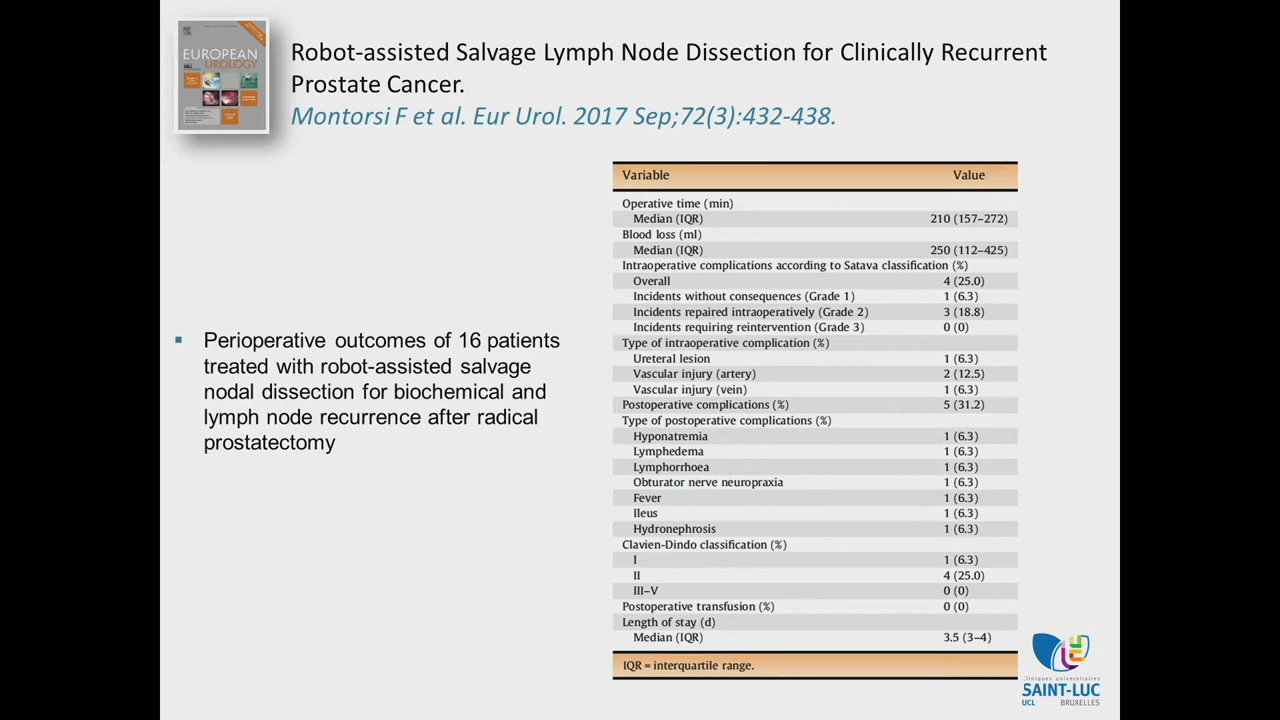 EUROPEAN
UROLOGY
Robot-assisted Salvage Lymph Node Dissection for Clinically Recurrent
Prostate Cancer.
Montorsi F et al. Eur Urol. 2017 Sep;72(3):432-438.
▪ Perioperative outcomes of 16 patients
treated with robot-assisted salvage
nodal dissection for biochemical and
lymph node recurrence after radical
prostatectomy
Variable Value
Operative time (min)
Median (IQR) 210 (157–272)
Blood loss (ml)
Median (IQR) 250 (112–425)
Intraoperative complications according to Satava classification (%)
Overall 4 (25.0)
Incidents without consequences (Grade 1) 1 (6.3)
Incidents repaired intraoperatively (Grade 2) 3 (18.8)
Incidents requiring reintervention (Grade 3) 0 (0)
Type of intraoperative complication (%)
Ureteral lesion 1 (6.3)
Vascular injury (artery) 2 (12.5)
Vascular injury (vein) 1 (6.3)
Postoperative complications (%) 5 (31.2)
Type of postoperative complications (%)
Hyponatremia 1 (6.3)
Lymphedema 1 (6.3)
Lymphorrhoea 1 (6.3)
Obturator nerve neuropraxia 1 (6.3)
Fever 1 (6.3)
Ileus 1 (6.3)
Hydronephrosis 1 (6.3)
Clavien-Dindo classification (%)
I 1 (6.3)
II 4 (25.0)
III–V 0 (0)
Postoperative transfusion (%) 0 (0)
Length of stay (d)
Median (IQR) 3.5 (3–4)
IQR = interquartile range.
Cliniques universitaires
SAINT-LUC
UCL BRUXELLES